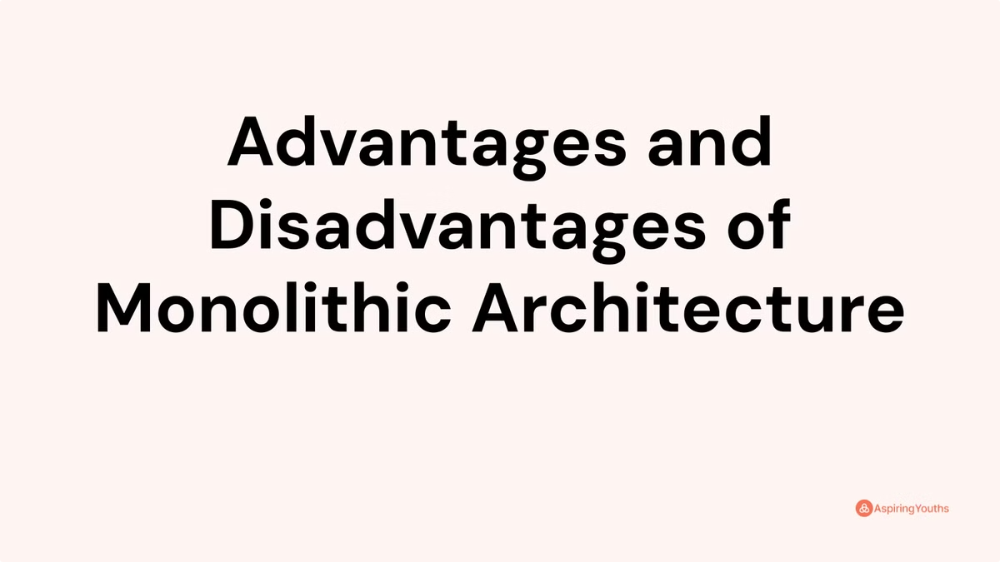 Advantages and
Disadvantages of
Monolithic Architecture
AspiringYouths